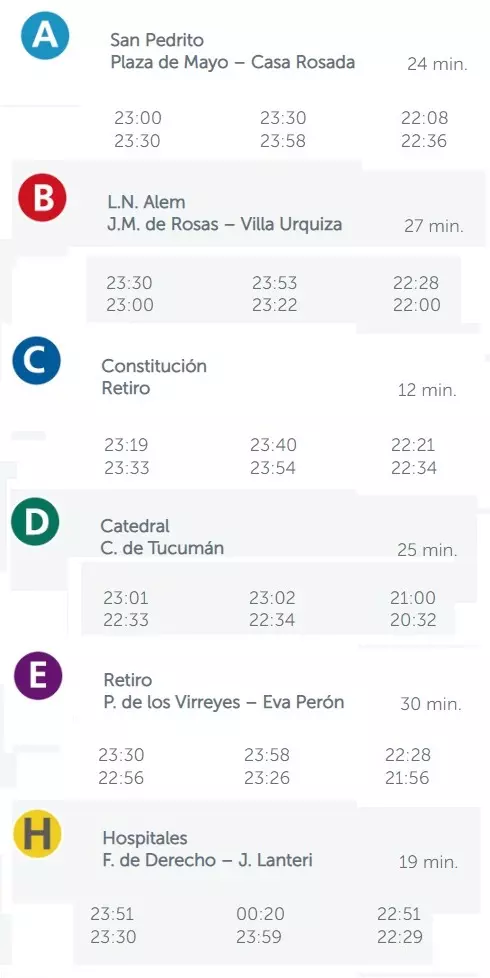 A
San Pedrito
Plaza de Mayo – Casa Rosada 24 min.
23:00 23:30 22:08
23:30 23:58 22:36
B
L.N. Alem
J.M. de Rosas – Villa Urquiza 27 min.
23:30 23:53 22:28
23:00 23:22 22:00
C
Constitución
Retiro 12 min.
23:19 23:40 22:21
23:33 23:54 22:34
D
Catedral
C. de Tucumán 25 min.
23:01 23:02 21:00
22:33 22:34 20:32
E
Retiro
P. de los Virreyes – Eva Perón 30 min.
23:30 23:58 22:28
22:56 23:26 21:56
H
Hospitales
F. de Derecho – J. Lanteri 19 min.
23:51 00:20 22:51
23:30 23:59 22:29